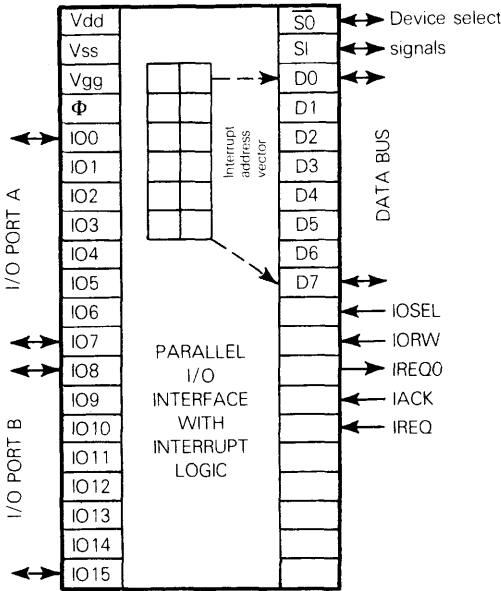 Vdd
Vss
Vgg
Φ
IO0
IO1
IO2
IO3
IO4
IO5
IO6
IO7
IO8
IO9
IO10
IO11
IO12
IO13
IO14
IO15
I/O PORT A
I/O PORT B
Interrupt
address
vector
PARALLEL
I/O
INTERFACE
WITH
INTERRUPT
LOGIC
S̅0̅
SI
D0
D1
D2
D3
D4
D5
D6
D7
Device select
signals
DATA BUS
IOSEL
IORW
IREQ0
IACK
IREQ